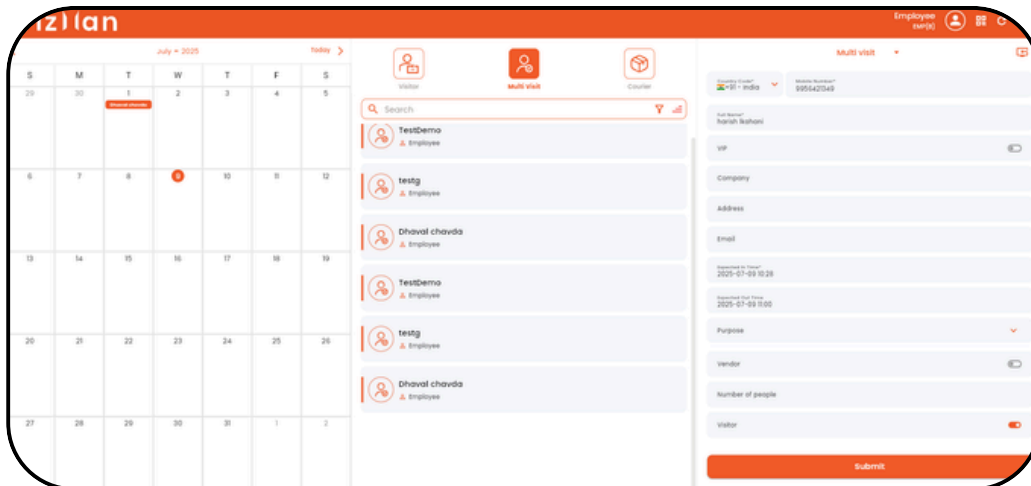 Employee
EMP(E)
July - 2025
Today
S M T W T F S
29 30 1 2 3 4 5
Dhaval chavda
6 7 8 9 10 11 12
13 14 15 16 17 18 19
20 21 22 23 24 25 26
27 28 29 30 31 1 2
Visitor
Multi Visit
Courier
Search
TestDemo
Employee
testg
Employee
Dhaval chavda
Employee
TestDemo
Employee
testg
Employee
Dhaval chavda
Employee
Multi visit
Country Code*
+91 - India
Mobile Number*
9956421349
Full Name*
harish lkahani
VIP
Company
Address
Email
Expected In Time*
2025-07-09 10:28
Expected Out Time
2025-07-09 11:00
Purpose
Vendor
Number of people
Visitor
Submit